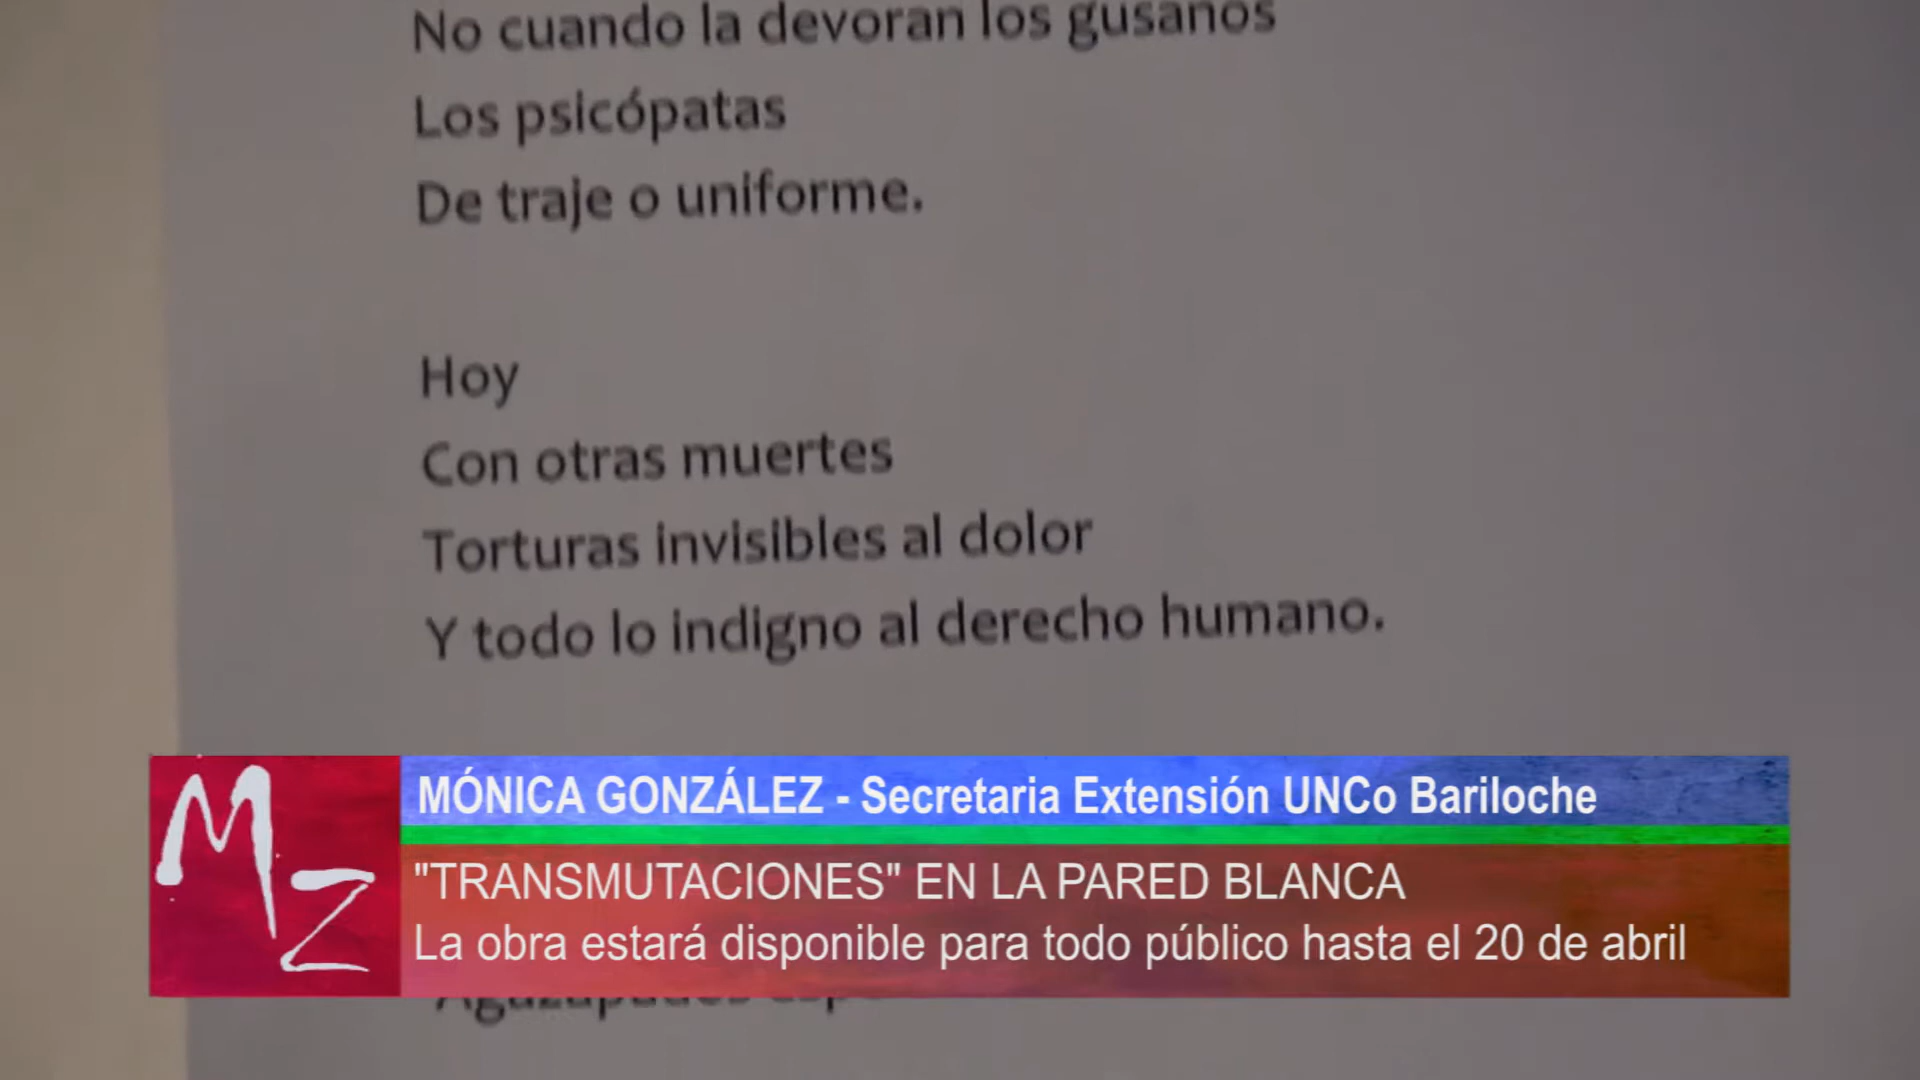 No cuando la devoran los gusanos
Los psicópatas
De traje o uniforme.
Hoy
Con otras muertes
Torturas invisibles al dolor
Y todo lo indigno al derecho humano.
MZ
MÓNICA GONZÁLEZ - Secretaria Extensión UNCo Bariloche
"TRANSMUTACIONES" EN LA PARED BLANCA
La obra estará disponible para todo público hasta el 20 de abril